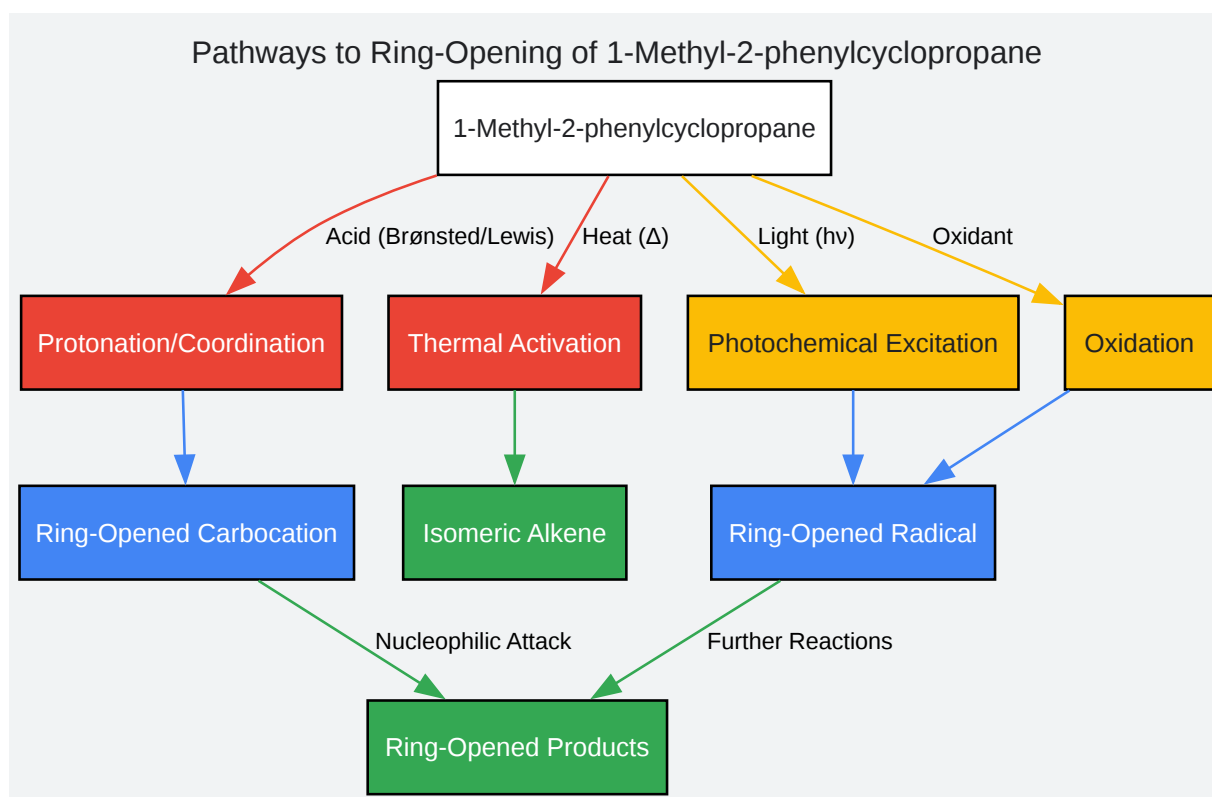 Pathways to Ring-Opening of 1-Methyl-2-phenylcyclopropane
1-Methyl-2-phenylcyclopropane
Acid (Brønsted/Lewis)
Heat (Δ)
Light (hν)
Oxidant
Protonation/Coordination
Thermal Activation
Photochemical Excitation
Oxidation
Ring-Opened Carbocation
Isomeric Alkene
Ring-Opened Radical
Nucleophilic Attack
Further Reactions
Ring-Opened Products